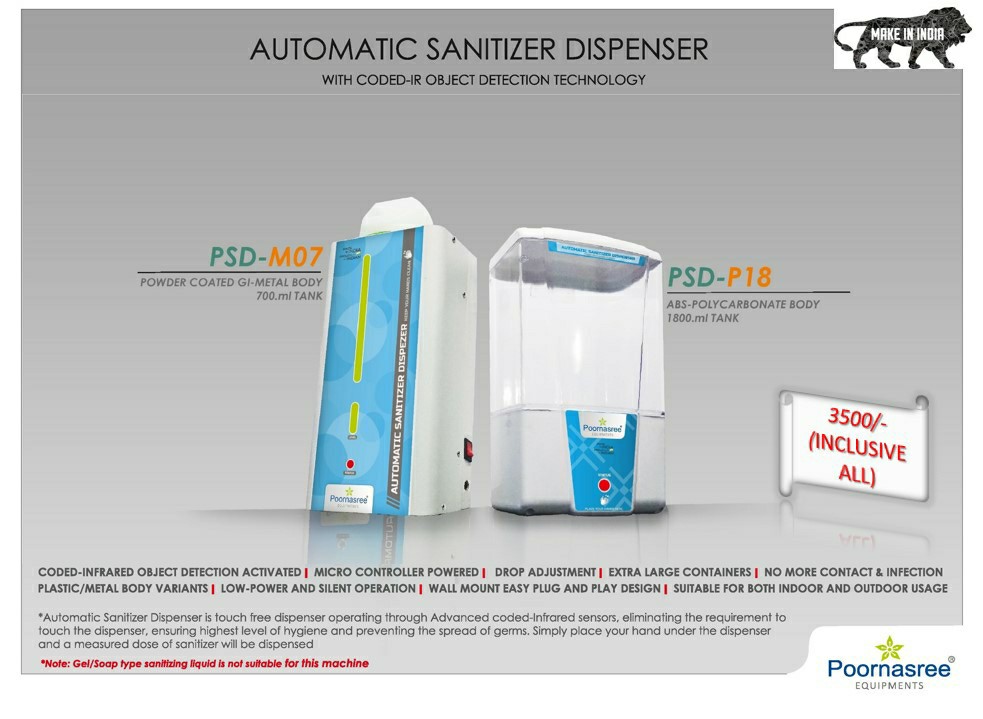 MAKE IN INDIA
AUTOMATIC SANITIZER DISPENSER
WITH CODED-IR OBJECT DETECTION TECHNOLOGY
PSD-M07
POWDER COATED GI-METAL BODY
700.ml TANK
AUTOMATIC SANITIZER DISPEZER
KEEP YOUR HANDS CLEAN
Poornasree
AUTOMATIC SANITIZER DISPENSER
Poornasree
EQUIPMENTS
PSD-P18
ABS-POLYCARBONATE BODY
1800.ml TANK
3500/-
(INCLUSIVE
ALL)
CODED-INFRARED OBJECT DETECTION ACTIVATED | MICRO CONTROLLER POWERED | DROP ADJUSTMENT | EXTRA LARGE CONTAINERS | NO MORE CONTACT & INFECTION
PLASTIC/METAL BODY VARIANTS | LOW-POWER AND SILENT OPERATION | WALL MOUNT EASY PLUG AND PLAY DESIGN | SUITABLE FOR BOTH INDOOR AND OUTDOOR USAGE
*Automatic Sanitizer Dispenser is touch free dispenser operating through Advanced coded-Infrared sensors, eliminating the requirement to
touch the dispenser, ensuring highest level of hygiene and preventing the spread of germs. Simply place your hand under the dispenser
and a measured dose of sanitizer will be dispensed
*Note: Gel/Soap type sanitizing liquid is not suitable for this machine
Poornasree®
EQUIPMENTS